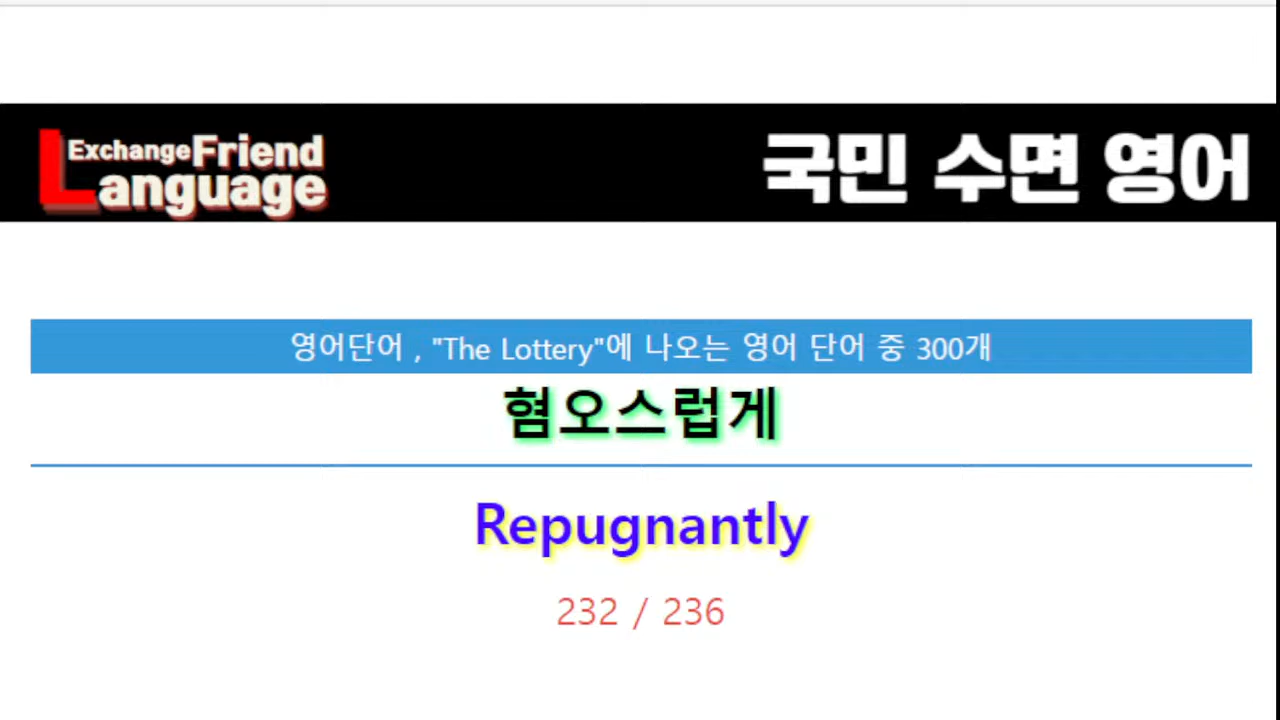 Exchange Friend
Language
국민 수면 영어
영어단어 , "The Lottery"에 나오는 영어 단어 중 300개
혐오스럽게
Repugnantly
232 / 236